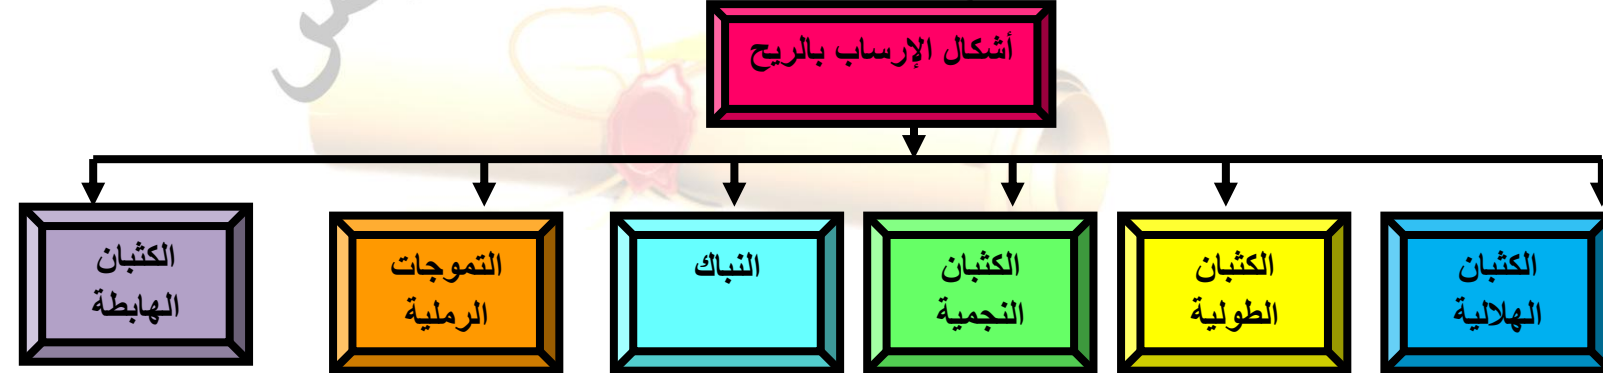 أشكال الإرساب بالريح
الكثبان
الهلالية
الكثبان
الطولية
الكثبان
النجمية
النباك
التموجات
الرملية
الكثبان
الهابطة